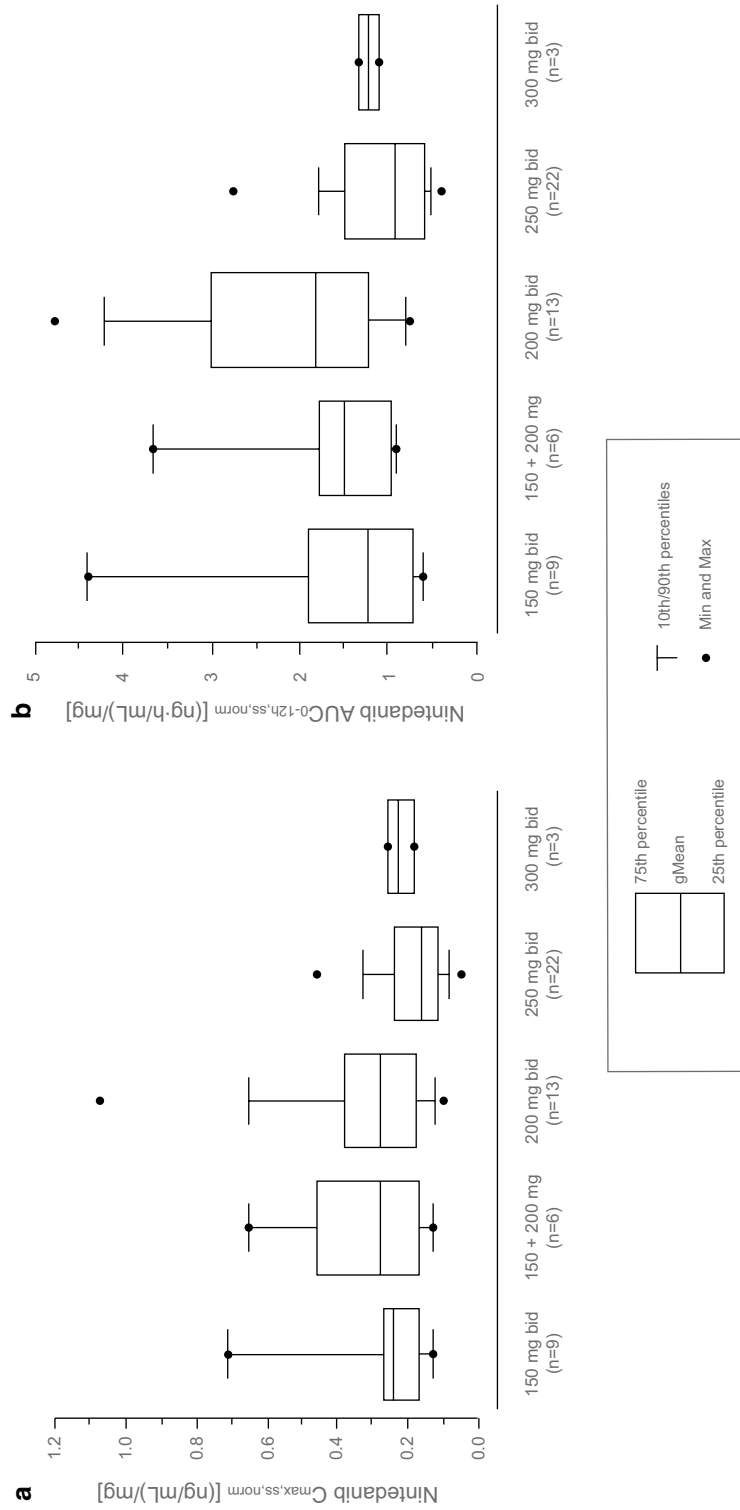 a
Nintedanib Cmax,ss,norm [(ng/mL)/mg]
1.2
1.0
0.8
0.6
0.4
0.2
0.0
150 mg bid
(n=9)
150 + 200 mg
(n=6)
200 mg bid
(n=13)
250 mg bid
(n=22)
300 mg bid
(n=3)
b
Nintedanib AUC0-12h,ss,norm [(ng·h/mL)/mg]
5
4
3
2
1
0
150 mg bid
(n=9)
150 + 200 mg
(n=6)
200 mg bid
(n=13)
250 mg bid
(n=22)
300 mg bid
(n=3)
75th percentile
gMean
25th percentile
10th/90th percentiles
Min and Max